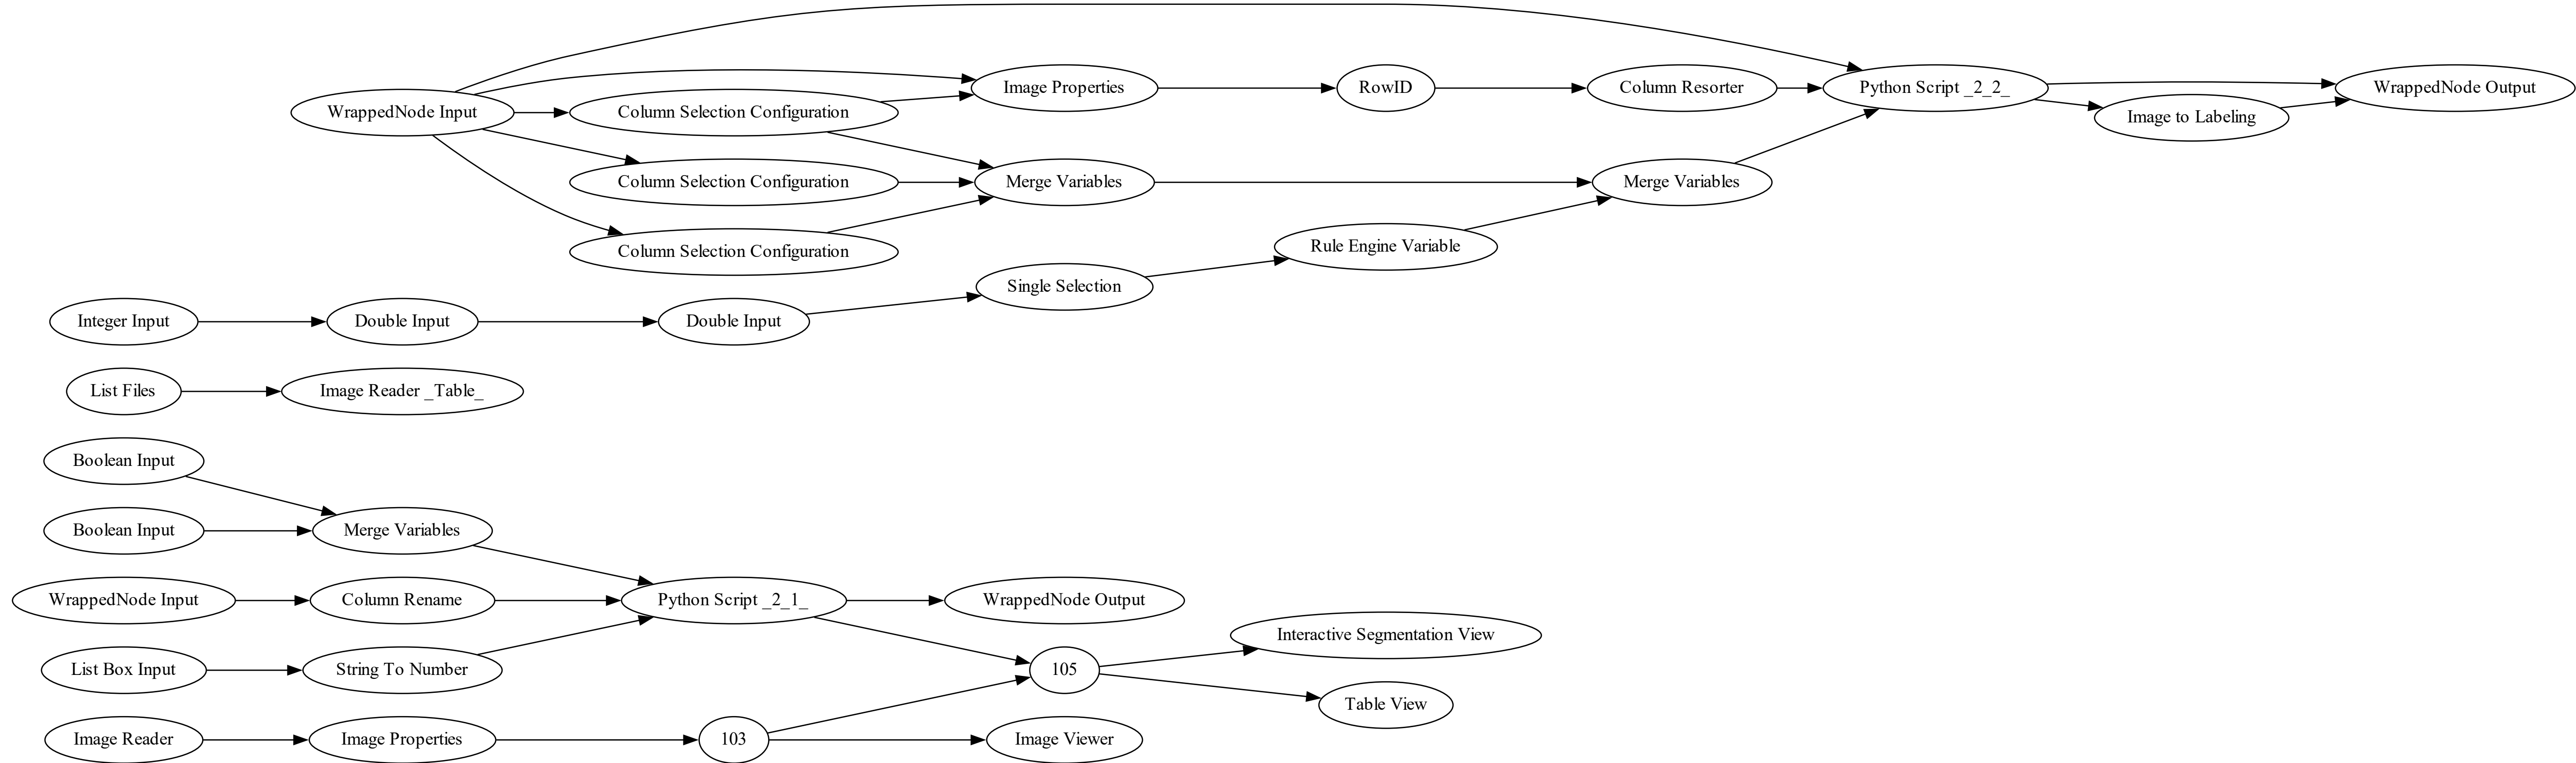 WrappedNode Input
Column Selection Configuration
Column Selection Configuration
Column Selection Configuration
Image Properties
RowID
Column Resorter
Python Script _2_2_
Image to Labeling
WrappedNode Output
Merge Variables
Merge Variables
Rule Engine Variable
Single Selection
Integer Input
Double Input
Double Input
List Files
Image Reader _Table_
Boolean Input
Boolean Input
Merge Variables
WrappedNode Input
Column Rename
Python Script _2_1_
WrappedNode Output
List Box Input
String To Number
105
Interactive Segmentation View
Table View
Image Reader
Image Properties
103
Image Viewer